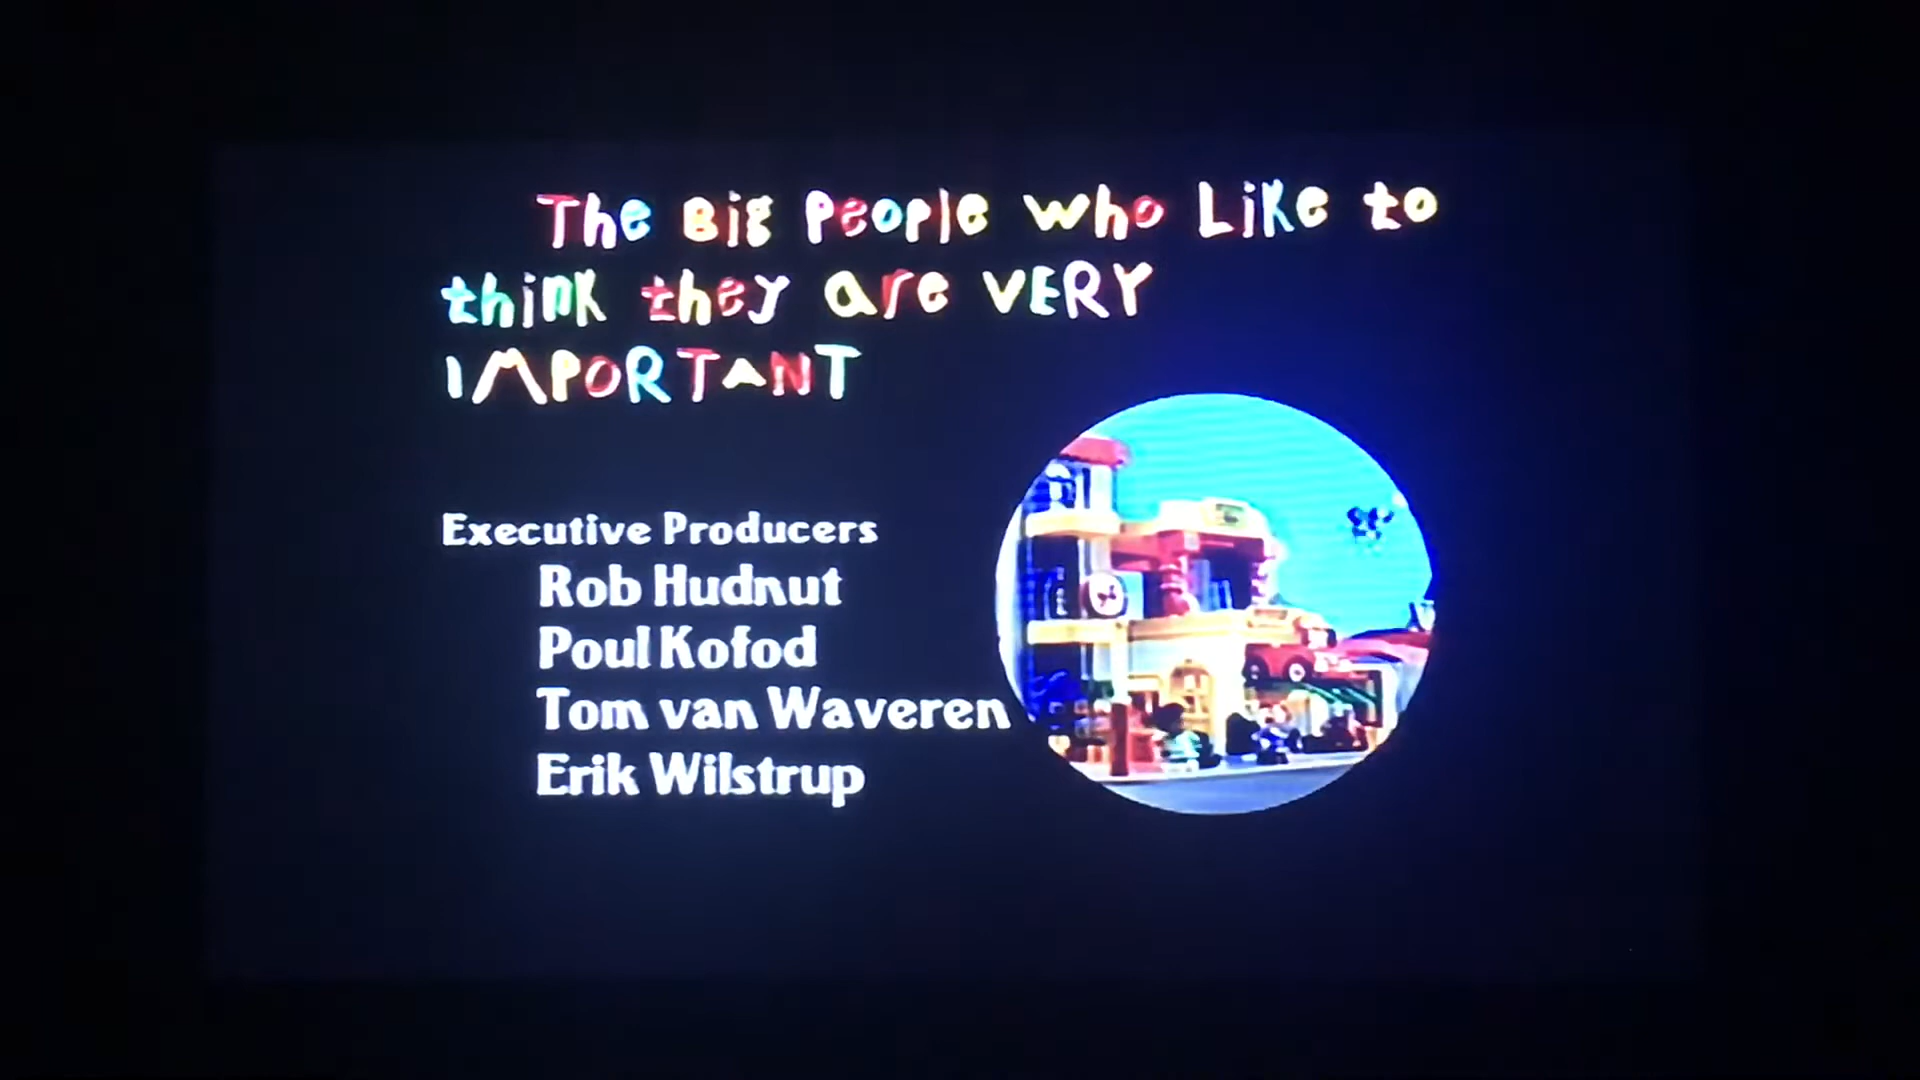 The Big People who Like to
think they are VERY
IMPORTANT
Executive Producers
Rob Hudnut
Poul Kofod
Tom van Waveren
Erik Wilstrup